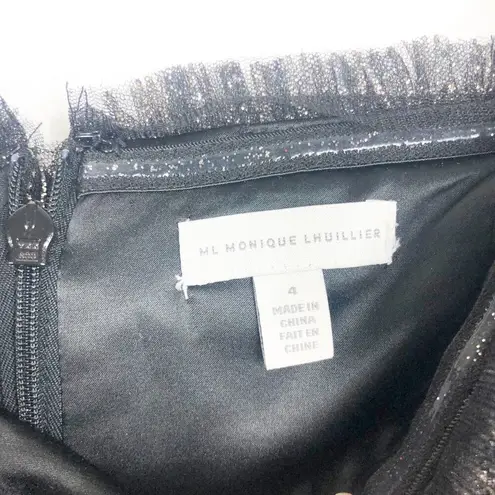 ML MONIQUE LHUILLIER
4
MADE IN
CHINA
FAIT EN
CHINE